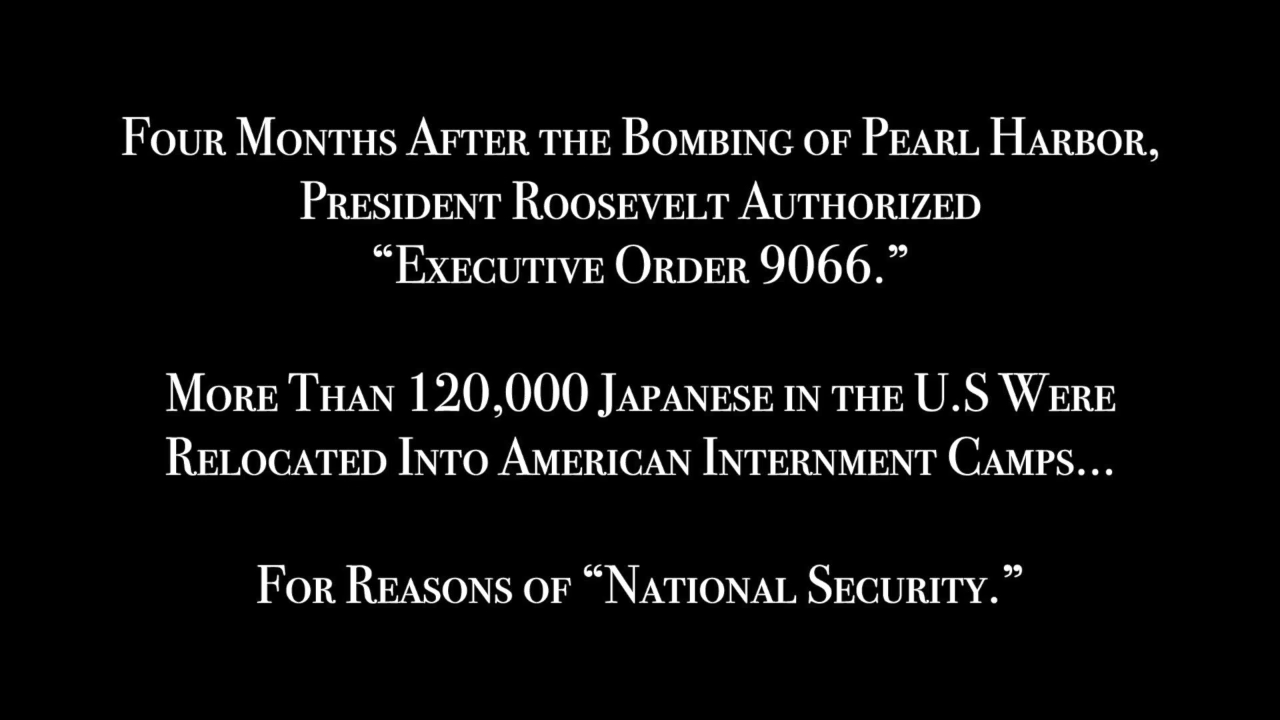 Four Months After the Bombing of Pearl Harbor,
President Roosevelt Authorized
“Executive Order 9066.”
More Than 120,000 Japanese in the U.S Were
Relocated Into American Internment Camps...
For Reasons of “National Security.”